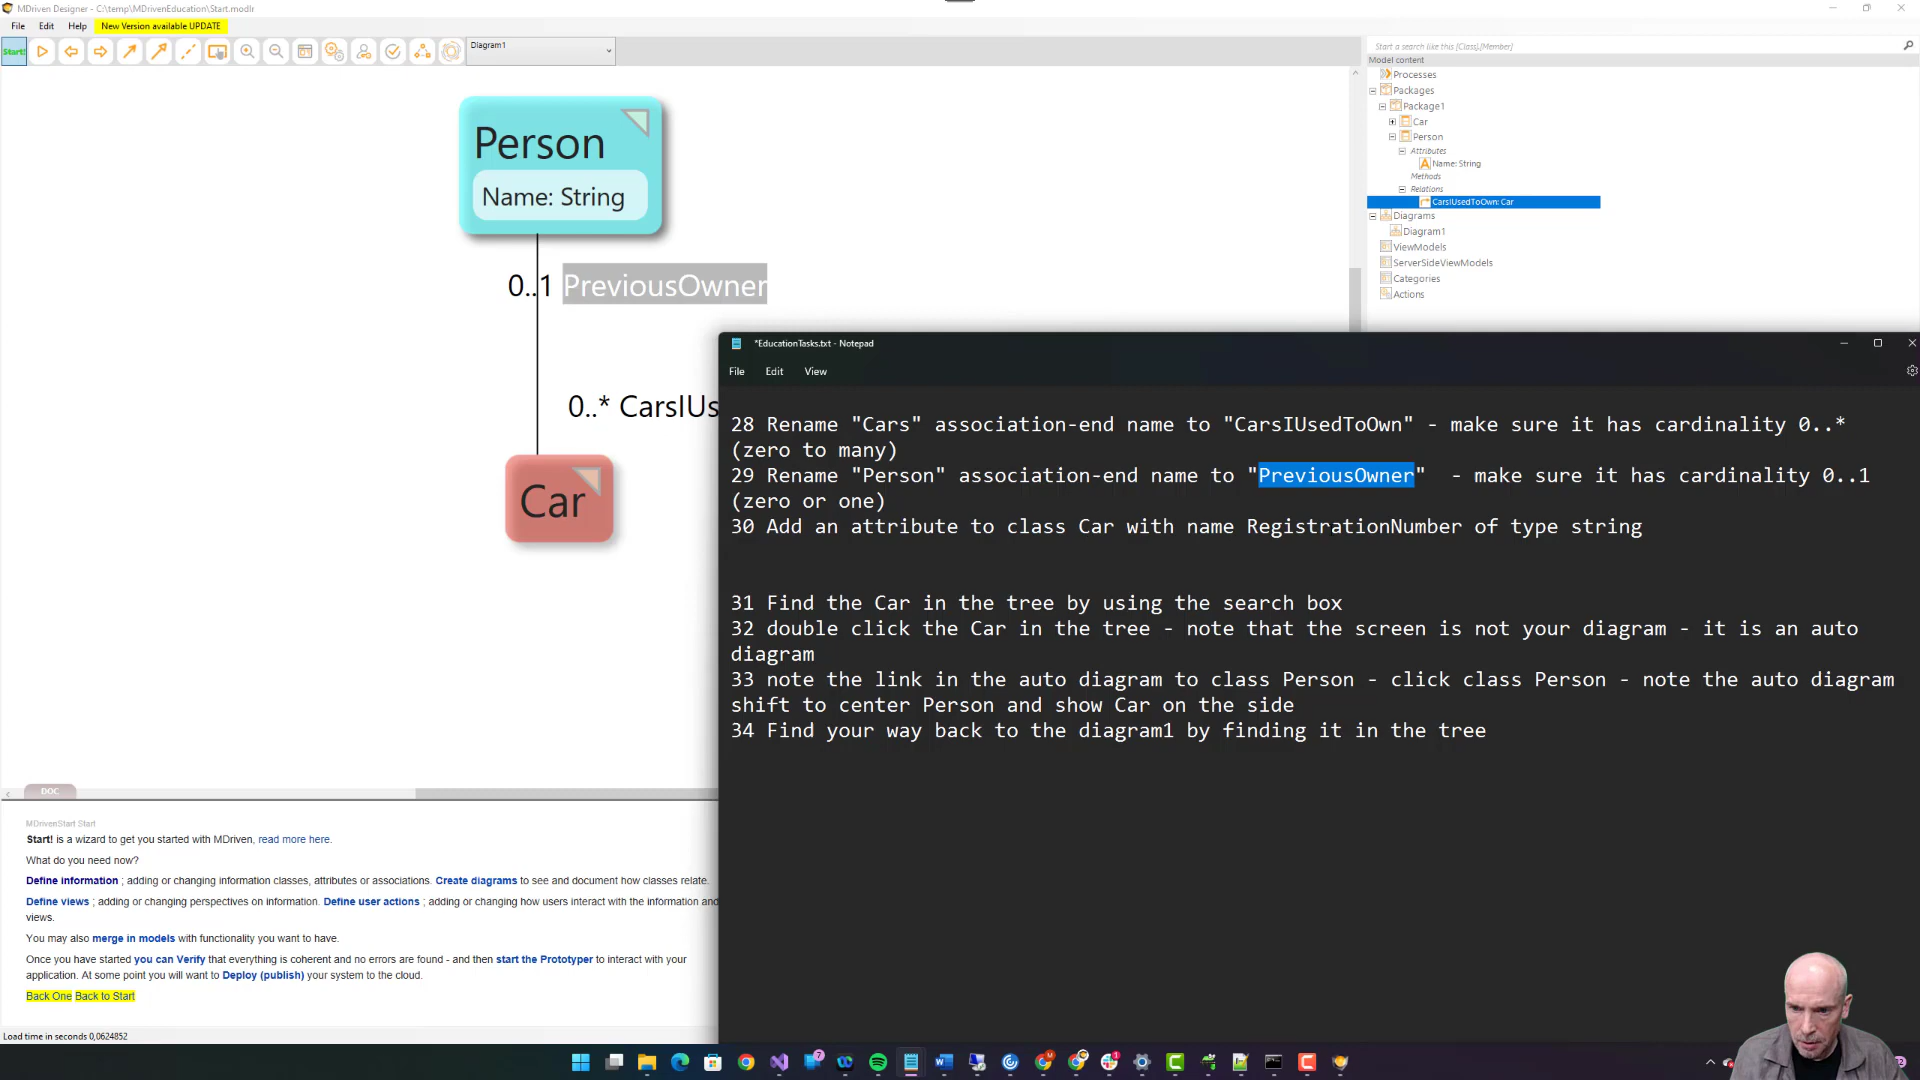 MDriven Designer - C:\temp\MDrivenEducation\Start.modlr
File Edit Help New Version available UPDATE
Start!
Diagram1
Start a search like this [Class].[Member]
Model content
Processes
Packages
Package1
Car
Person
Attributes
Name: String
Methods
Relations
CarsIUsedToOwn: Car
Diagrams
Diagram1
ViewModels
ServerSideViewModels
Categories
Actions
Person
Name: String
0..1 PreviousOwner
0..* CarsIUs
Car
*EducationTasks.txt - Notepad
File Edit View
28 Rename "Cars" association-end name to "CarsIUsedToOwn" - make sure it has cardinality 0..*
(zero to many)
29 Rename "Person" association-end name to "PreviousOwner"  - make sure it has cardinality 0..1
(zero or one)
30 Add an attribute to class Car with name RegistrationNumber of type string
31 Find the Car in the tree by using the search box
32 double click the Car in the tree - note that the screen is not your diagram - it is an auto
diagram
33 note the link in the auto diagram to class Person - click class Person - note the auto diagram
shift to center Person and show Car on the side
34 Find your way back to the diagram1 by finding it in the tree
DOC
MDrivenStart Start
Start! is a wizard to get you started with MDriven, read more here.
What do you need now?
Define information ; adding or changing information classes, attributes or associations. Create diagrams to see and document how classes relate.
Define views ; adding or changing perspectives on information. Define user actions ; adding or changing how users interact with the information and
views.
You may also merge in models with functionality you want to have.
Once you have started you can Verify that everything is coherent and no errors are found - and then start the Prototyper to interact with your
application. At some point you will want to Deploy (publish) your system to the cloud.
Back One Back to Start
Load time in seconds 0,0624852